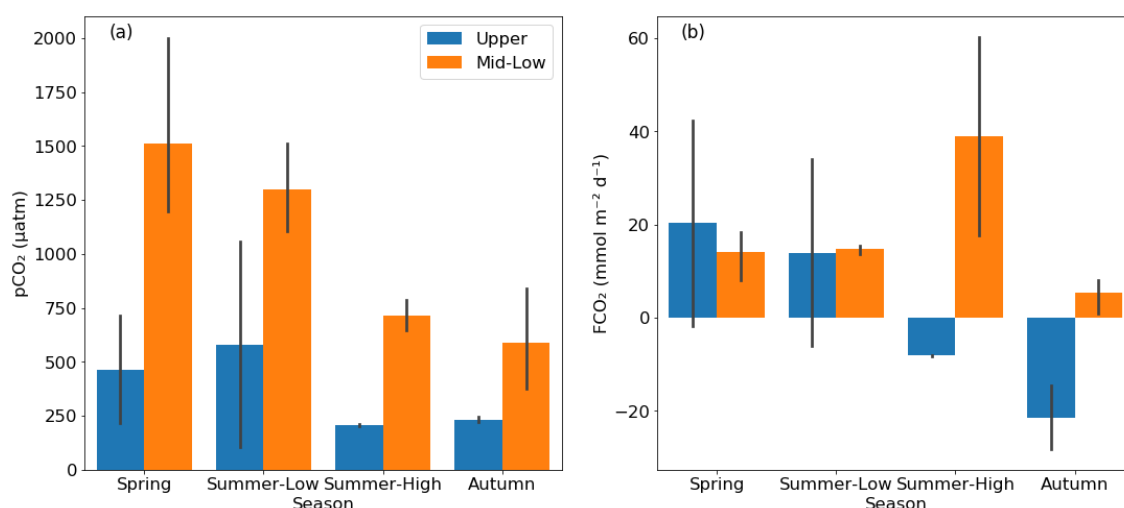 (a)
Upper
Mid-Low
2000
1750
1500
1250
1000
750
500
250
0
pCO₂ (µatm)
Spring Summer-Low Summer-High Autumn
Season
(b)
60
40
20
0
−20
FCO₂ (mmol m⁻² d⁻¹)
Spring Summer-Low Summer-High Autumn
Season